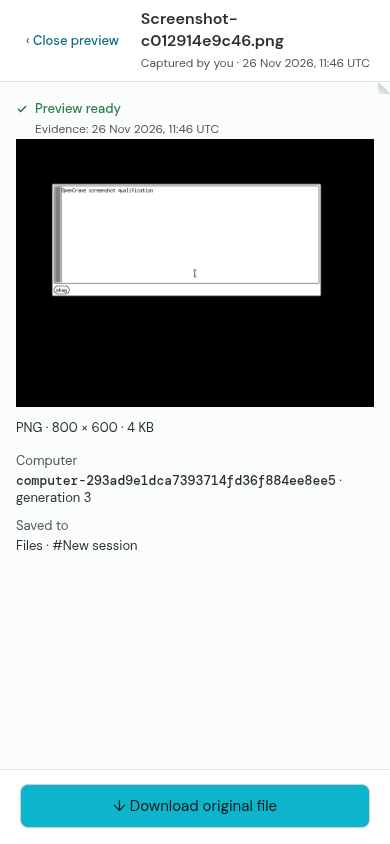 ‹ Close preview
Screenshot-
c012914e9c46.png
Captured by you · 26 Nov 2026, 11:46 UTC
Preview ready
Evidence: 26 Nov 2026, 11:46 UTC
OpenCrane screenshot qualification
okay
PNG · 800 × 600 · 4 KB
Computer
computer-293ad9e1dca7393714fd36f884ee8ee5 ·
generation 3
Saved to
Files · #New session
↓ Download original file